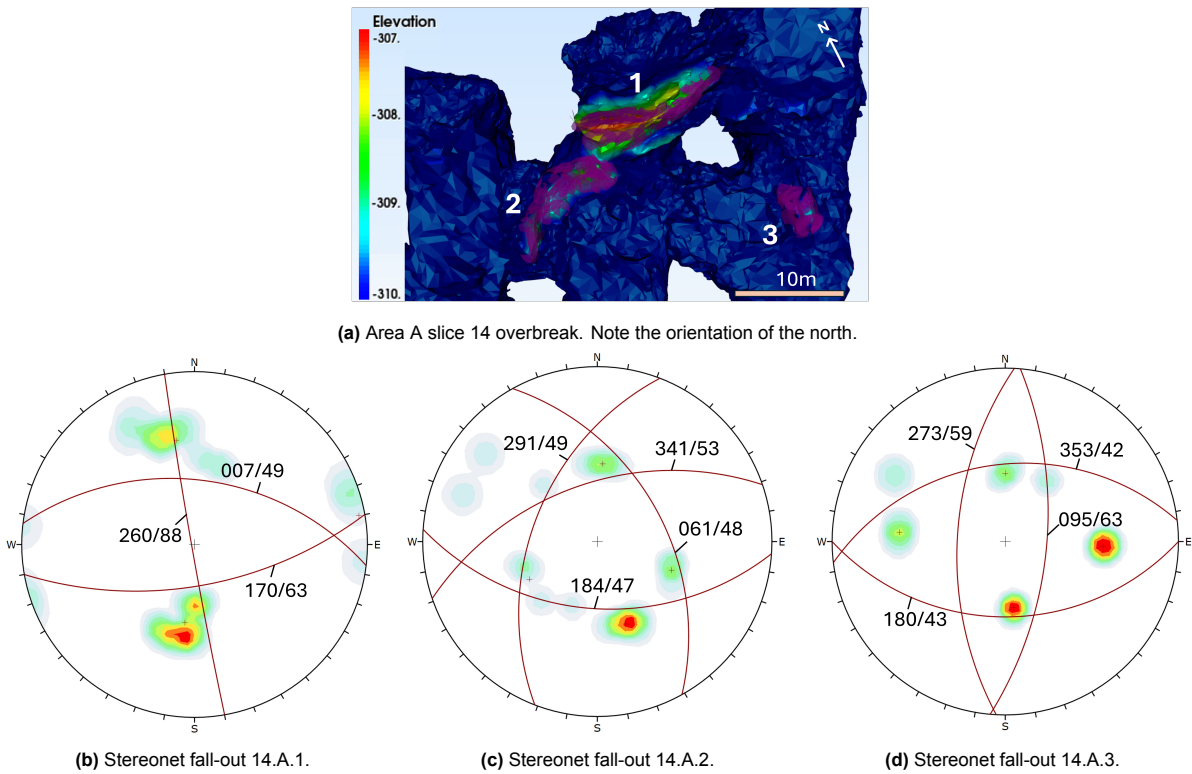 Elevation
-307.
-308.
-309.
-310.
N
1
2
3
10m
(a) Area A slice 14 overbreak. Note the orientation of the north.
N
W
E
S
007/49
260/88
170/63
(b) Stereonet fall-out 14.A.1.
N
W
E
S
291/49
341/53
061/48
184/47
(c) Stereonet fall-out 14.A.2.
N
W
E
S
273/59
353/42
095/63
180/43
(d) Stereonet fall-out 14.A.3.